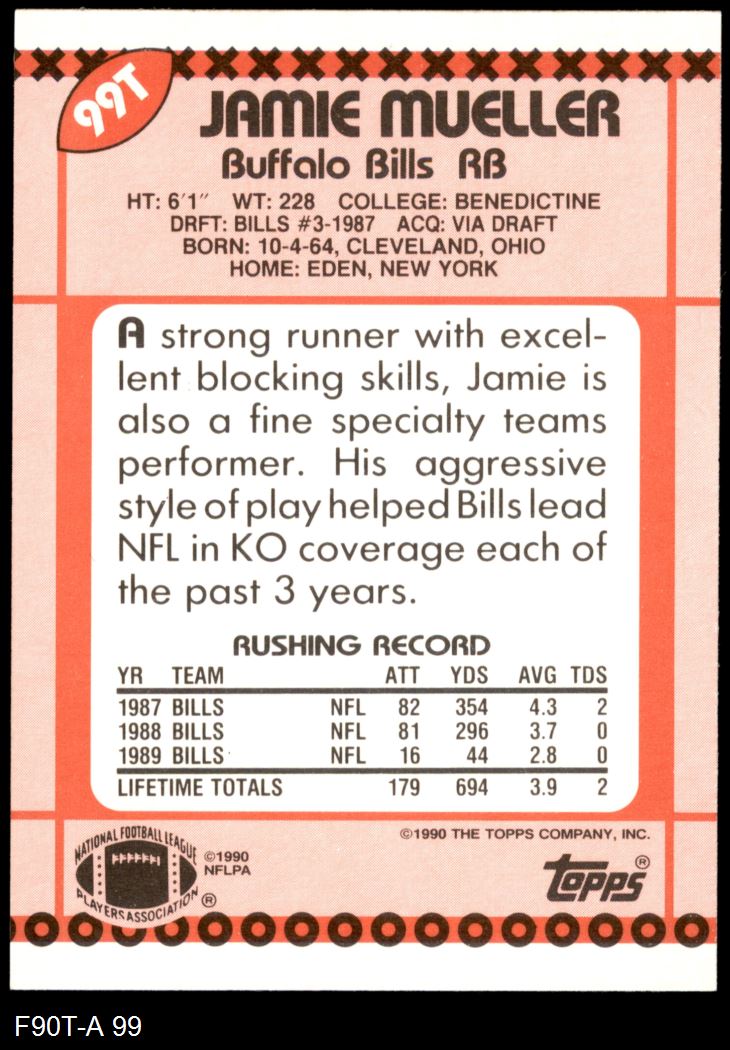 99T
JAMIE MUELLER
Buffalo Bills RB
HT: 6'1" WT: 228 COLLEGE: BENEDICTINE
DRFT: BILLS #3-1987 ACQ: VIA DRAFT
BORN: 10-4-64, CLEVELAND, OHIO
HOME: EDEN, NEW YORK
A strong runner with excel-
lent blocking skills, Jamie is
also a fine specialty teams
performer. His aggressive
style of play helped Bills lead
NFL in KO coverage each of
the past 3 years.
RUSHING RECORD
YR TEAM ATT YDS AVG TDS
1987 BILLS NFL 82 354 4.3 2
1988 BILLS NFL 81 296 3.7 0
1989 BILLS NFL 16 44 2.8 0
LIFETIME TOTALS 179 694 3.9 2
©1990 THE TOPPS COMPANY, INC.
NATIONAL FOOTBALL LEAGUE
PLAYERS ASSOCIATION ®
©1990
NFLPA
topps ®
F90T-A 99